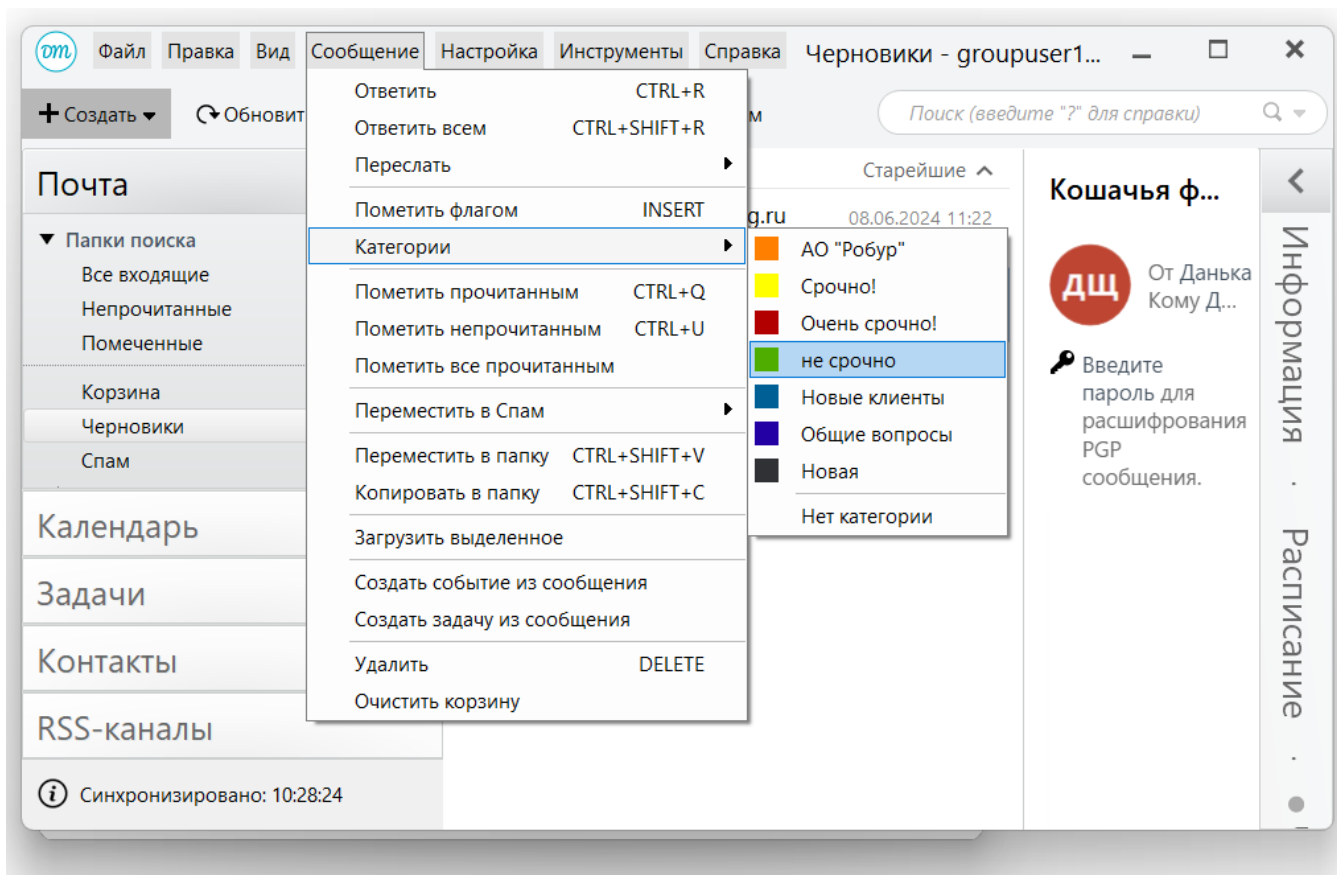 dm Файл Правка Вид Сообщение Настройка Инструменты Справка Черновики - groupuser1...
Создать Обновит м Поиск (введите "?" для справки)
Почта
Папки поиска
Все входящие
Непрочитанные
Помеченные
Корзина
Черновики
Спам
Календарь
Задачи
Контакты
RSS-каналы
Синхронизировано: 10:28:24
Ответить CTRL+R
Ответить всем CTRL+SHIFT+R
Переслать
Пометить флагом INSERT
Категории
Пометить прочитанным CTRL+Q
Пометить непрочитанным CTRL+U
Пометить все прочитанным
Переместить в Спам
Переместить в папку CTRL+SHIFT+V
Копировать в папку CTRL+SHIFT+C
Загрузить выделенное
Создать событие из сообщения
Создать задачу из сообщения
Удалить DELETE
Очистить корзину
Старейшие
g.ru 08.06.2024 11:22
АО "Робур"
Срочно!
Очень срочно!
не срочно
Новые клиенты
Общие вопросы
Новая
Нет категории
Кошачья ф...
ДЩ
От Данька
Кому Д...
Введите
пароль для
расшифрования
PGP
сообщения.
Информация · Расписание ·